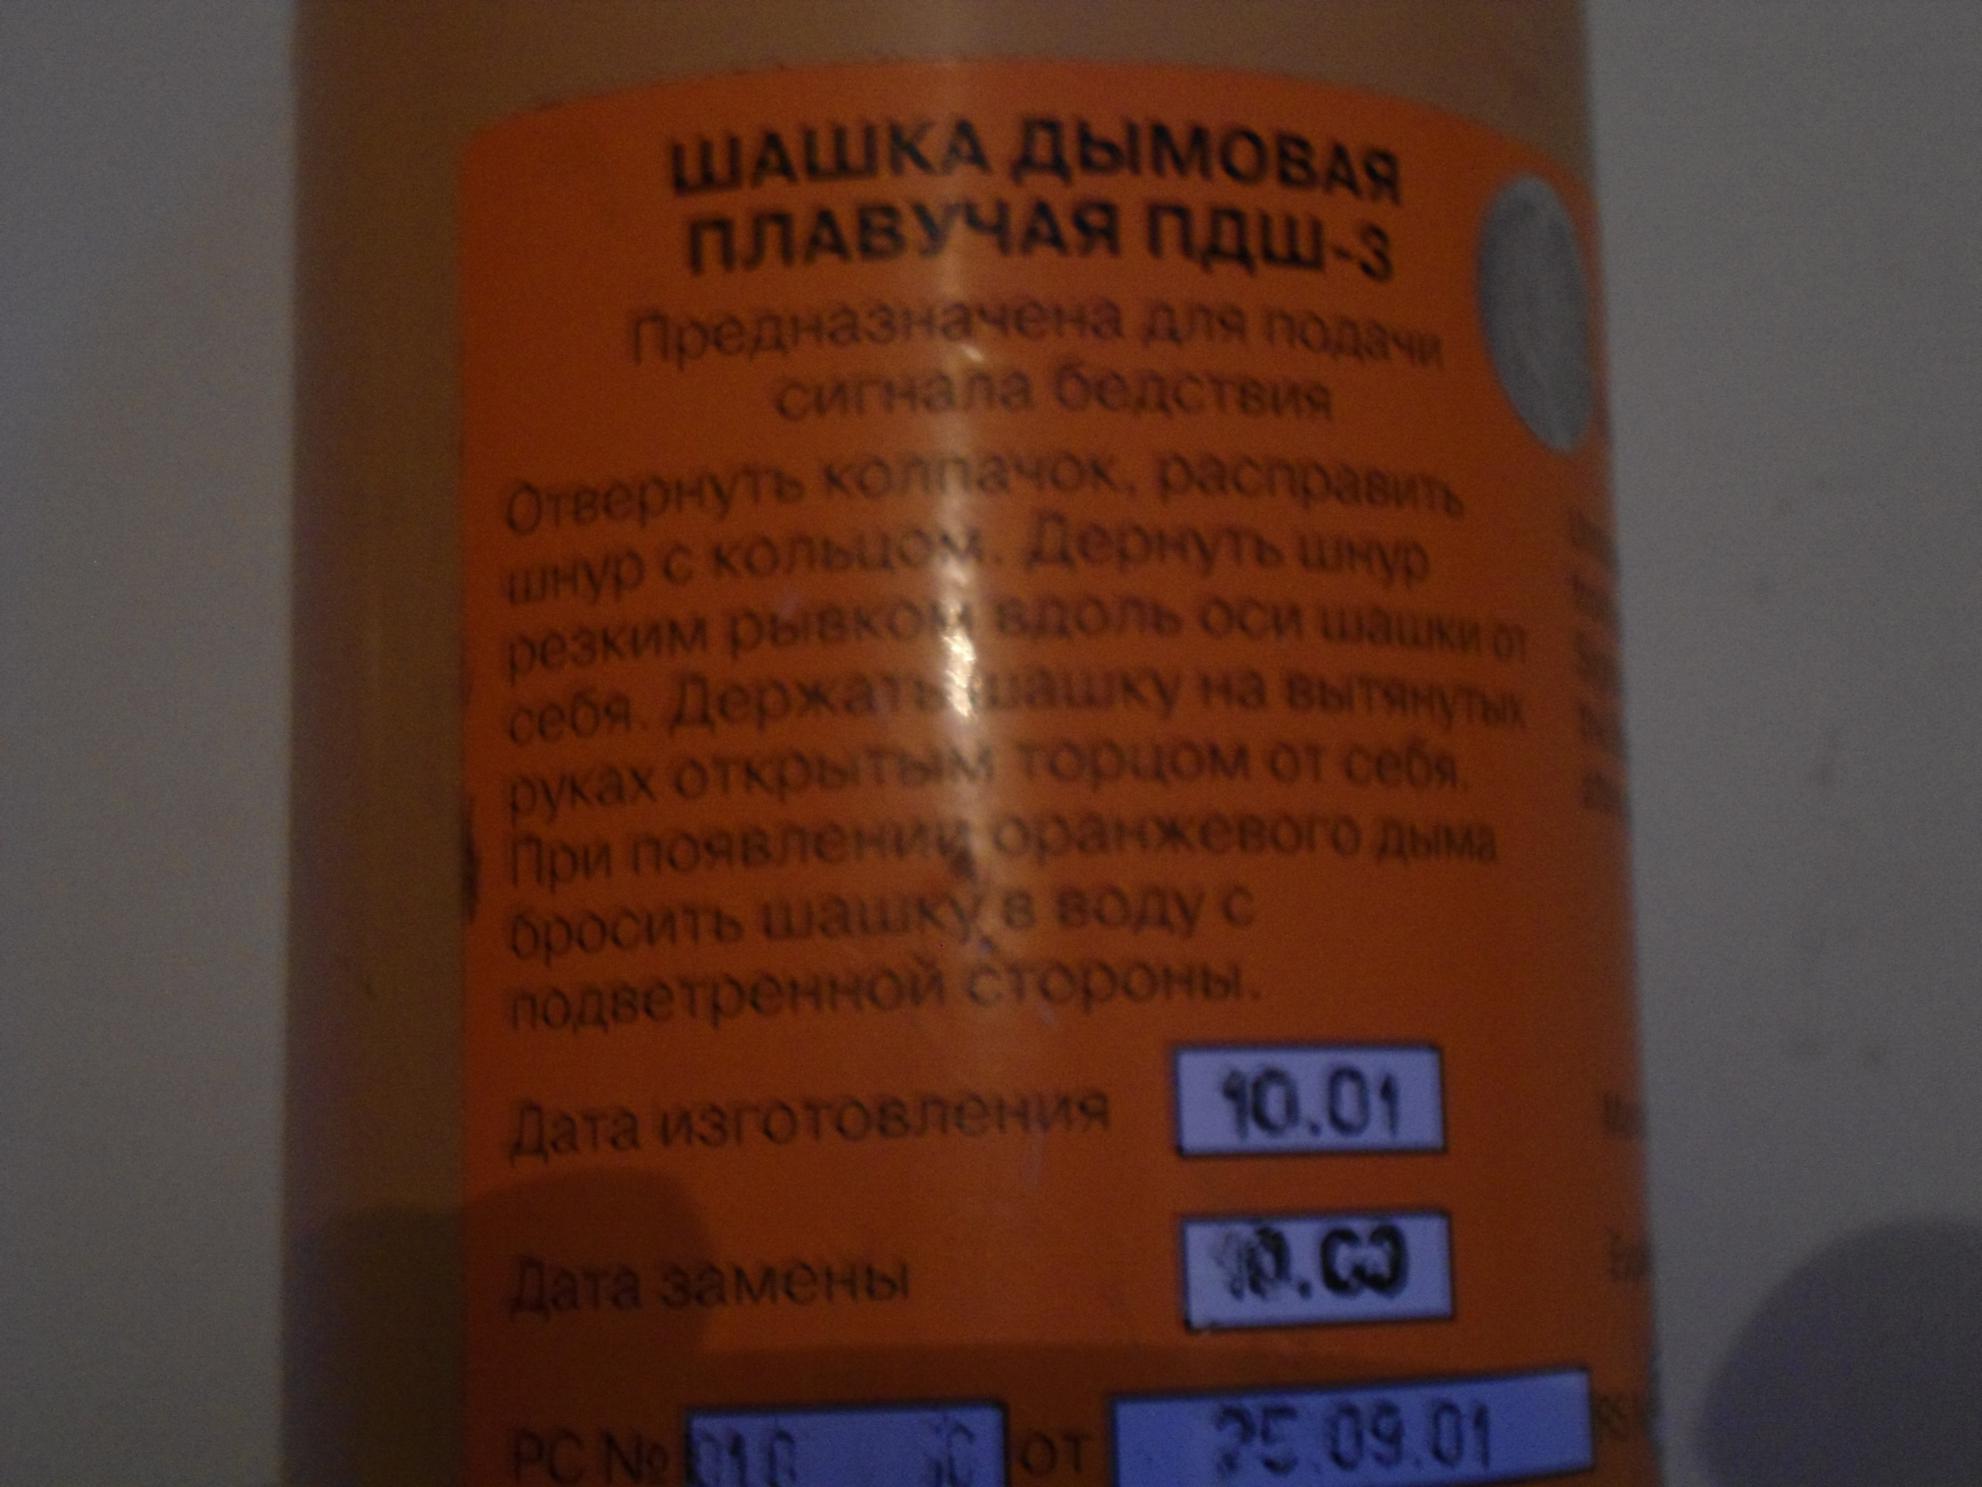 ШАШКА ДЫМОВАЯ
ПЛАВУЧАЯ ПДШ-3
Предназначена для подачи
сигнала бедствия
Отвернуть колпачок, расправить
шнур с кольцом. Дернуть шнур
резким рывком вдоль оси шашки от
себя. Держать шашку на вытянутых
руках открытым торцом от себя.
При появлении оранжевого дыма
бросить шашку в воду с
подветренной стороны.
Дата изготовления 10.01
Дата замены
РС № от 25.09.01